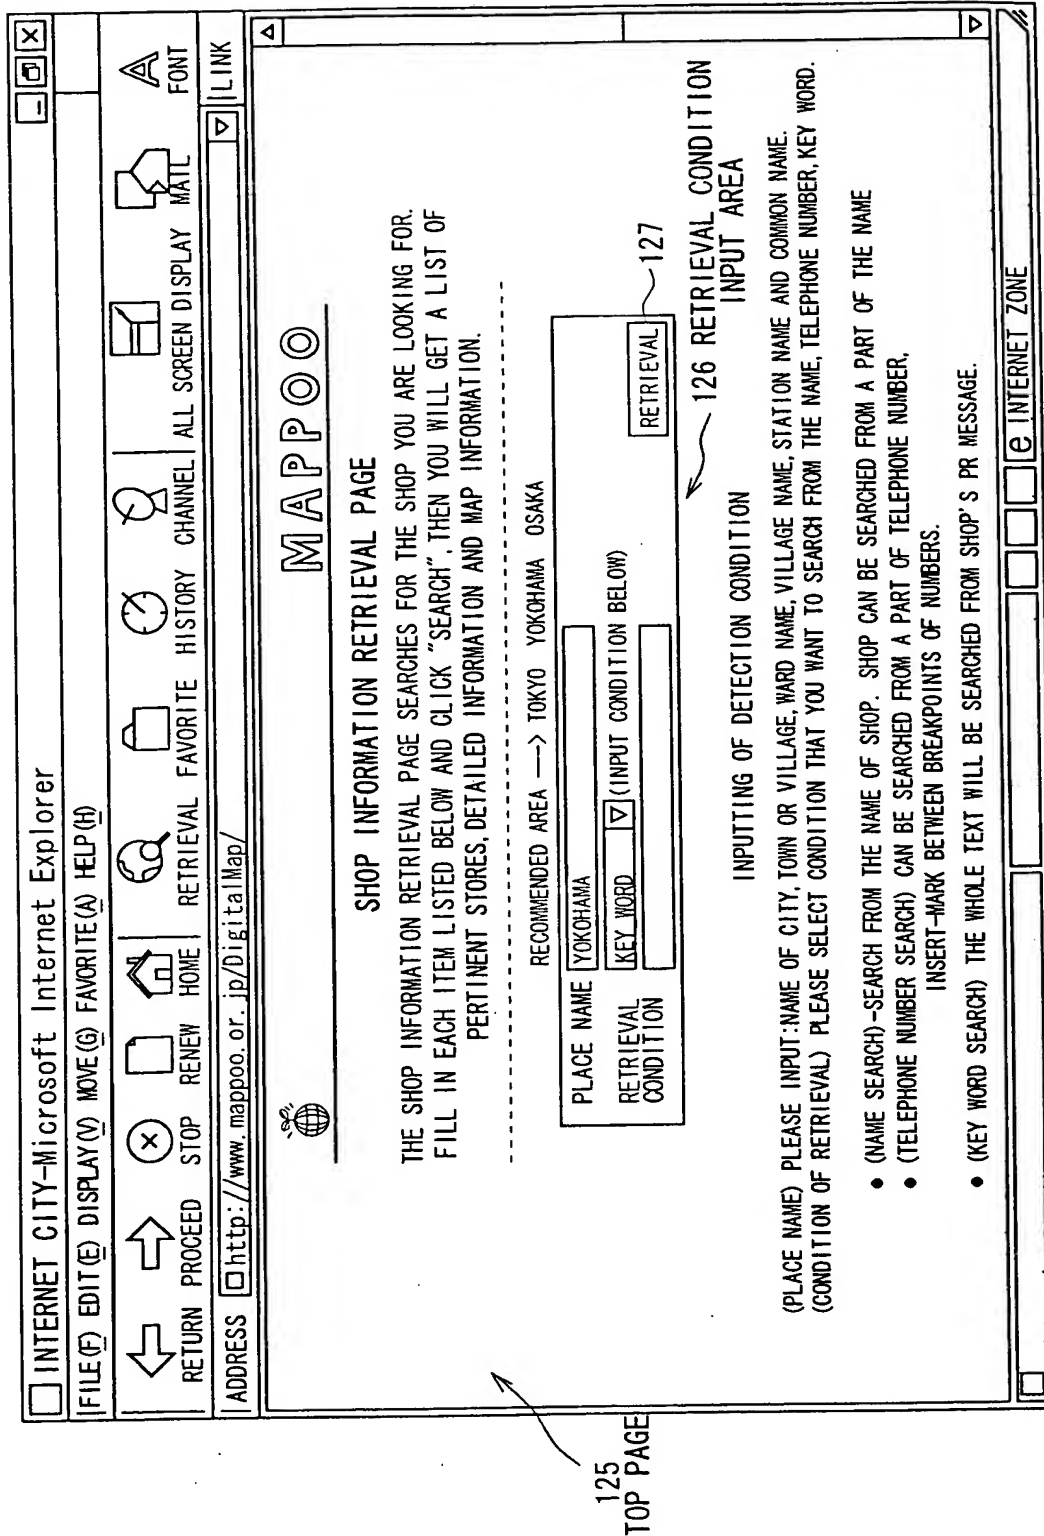 INTERNET CITY-Microsoft Internet Explorer
FILE(F) EDIT(E) DISPLAY(V) MOVE(G) FAVORITE(A) HELP(H)
RETURN PROCEED STOP RENEW HOME RETRIEVAL FAVORITE HISTORY CHANNEL ALL SCREEN DISPLAY MAIL FONT
ADDRESS http://www.mappoo.or.jp/DigitalMap/ LINK
MAPPOO
SHOP INFORMATION RETRIEVAL PAGE
THE SHOP INFORMATION RETRIEVAL PAGE SEARCHES FOR THE SHOP YOU ARE LOOKING FOR.
FILL IN EACH ITEM LISTED BELOW AND CLICK "SEARCH", THEN YOU WILL GET A LIST OF
PERTINENT STORES, DETAILED INFORMATION AND MAP INFORMATION.
RECOMMENDED AREA ---> TOKYO YOKOHAMA OSAKA
PLACE NAME YOKOHAMA
RETRIEVAL CONDITION KEY WORD (INPUT CONDITION BELOW)
RETRIEVAL 127
126 RETRIEVAL CONDITION
INPUT AREA
INPUTTING OF DETECTION CONDITION
(PLACE NAME) PLEASE INPUT:NAME OF CITY, TOWN OR VILLAGE, WARD NAME, VILLAGE NAME, STATION NAME AND COMMON NAME.
(CONDITION OF RETRIEVAL) PLEASE SELECT CONDITION THAT YOU WANT TO SEARCH FROM THE NAME, TELEPHONE NUMBER, KEY WORD.
● (NAME SEARCH)-SEARCH FROM THE NAME OF SHOP. SHOP CAN BE SEARCHED FROM A PART OF THE NAME
● (TELEPHONE NUMBER SEARCH) CAN BE SEARCHED FROM A PART OF TELEPHONE NUMBER,
INSERT-MARK BETWEEN BREAKPOINTS OF NUMBERS.
● (KEY WORD SEARCH) THE WHOLE TEXT WILL BE SEARCHED FROM SHOP'S PR MESSAGE.
e INTERNET ZONE
125
TOP PAGE